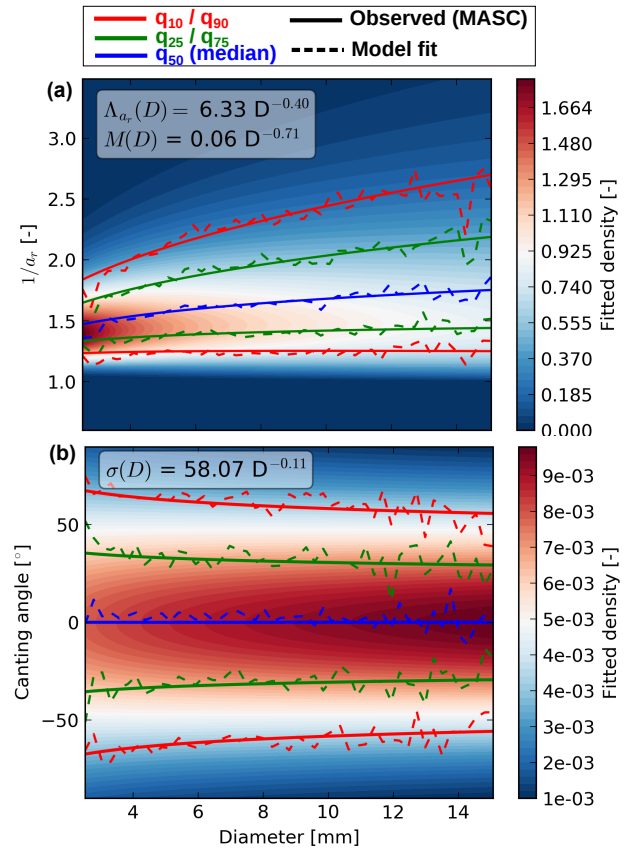 q10 / q90
q25 / q75
q50 (median)
Observed (MASC)
Model fit
(a)
Λ_{a_r}(D) = 6.33 D^{−0.40}
M(D) = 0.06 D^{−0.71}
3.0
2.5
2.0
1.5
1.0
1/a_r [-]
1.664
1.480
1.295
1.110
0.925
0.740
0.555
0.370
0.185
0.000
Fitted density [-]
(b)
σ(D) = 58.07 D^{−0.11}
50
0
−50
Canting angle [°]
4 6 8 10 12 14
Diameter [mm]
9e-03
8e-03
7e-03
6e-03
5e-03
4e-03
3e-03
2e-03
1e-03
Fitted density [-]